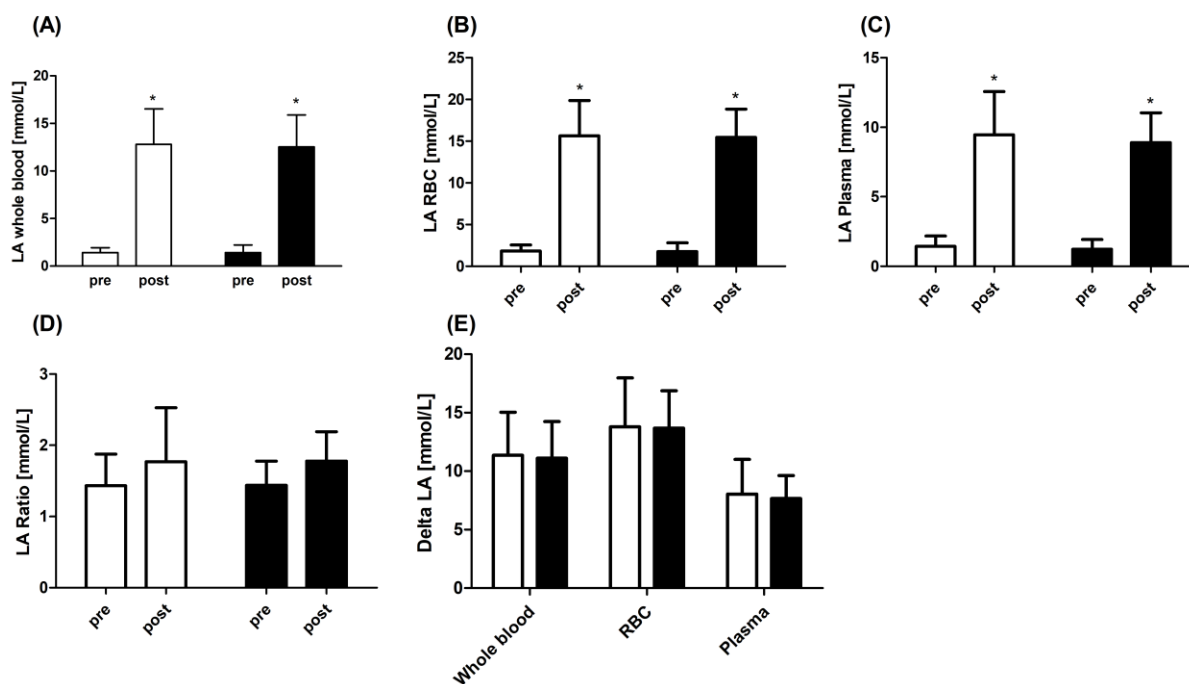 (A)
LA whole blood [mmol/L]
20
15
10
5
0
*
*
pre
post
pre
post
(B)
LA RBC [mmol/L]
25
20
15
10
5
0
*
*
pre
post
pre
post
(C)
LA Plasma [mmol/L]
15
10
5
0
*
*
pre
post
pre
post
(D)
LA Ratio [mmol/L]
3
2
1
0
pre
post
pre
post
(E)
Delta LA [mmol/L]
20
15
10
5
0
Whole blood
RBC
Plasma